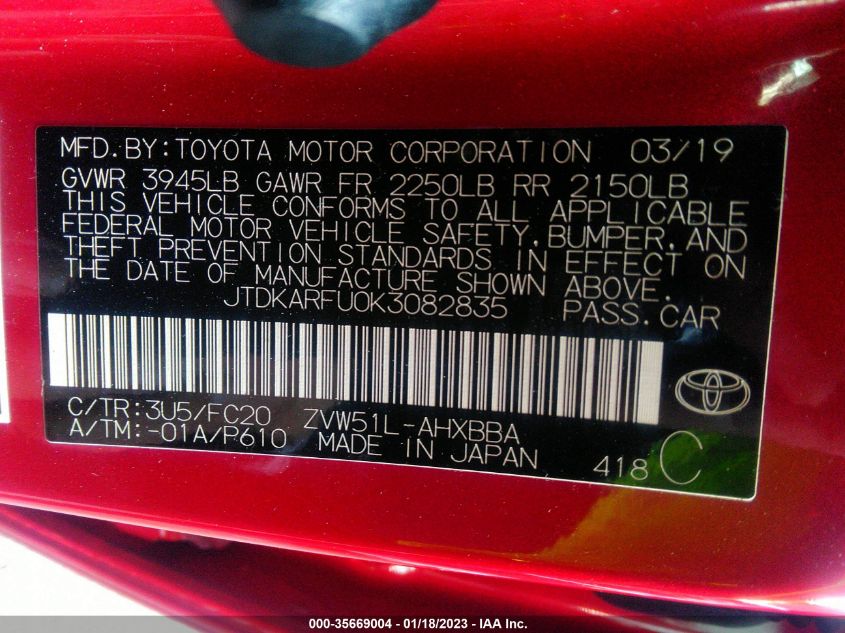 MFD.BY:TOYOTA MOTOR CORPORATION 03/19
GVWR 3945LB GAWR FR 2250LB RR 2150LB
THIS VEHICLE CONFORMS TO ALL APPLICABLE
FEDERAL MOTOR VEHICLE SAFETY,BUMPER,AND
THEFT PREVENTION STANDARDS IN EFFECT ON
THE DATE OF MANUFACTURE SHOWN ABOVE.
JTDKARFU0K3082835 PASS.CAR
C/TR:3U5/FC20 ZVW51L-AHXBBA
A/TM:-01A/P610 MADE IN JAPAN
418 C
000-35669004 - 01/18/2023 - IAA Inc.